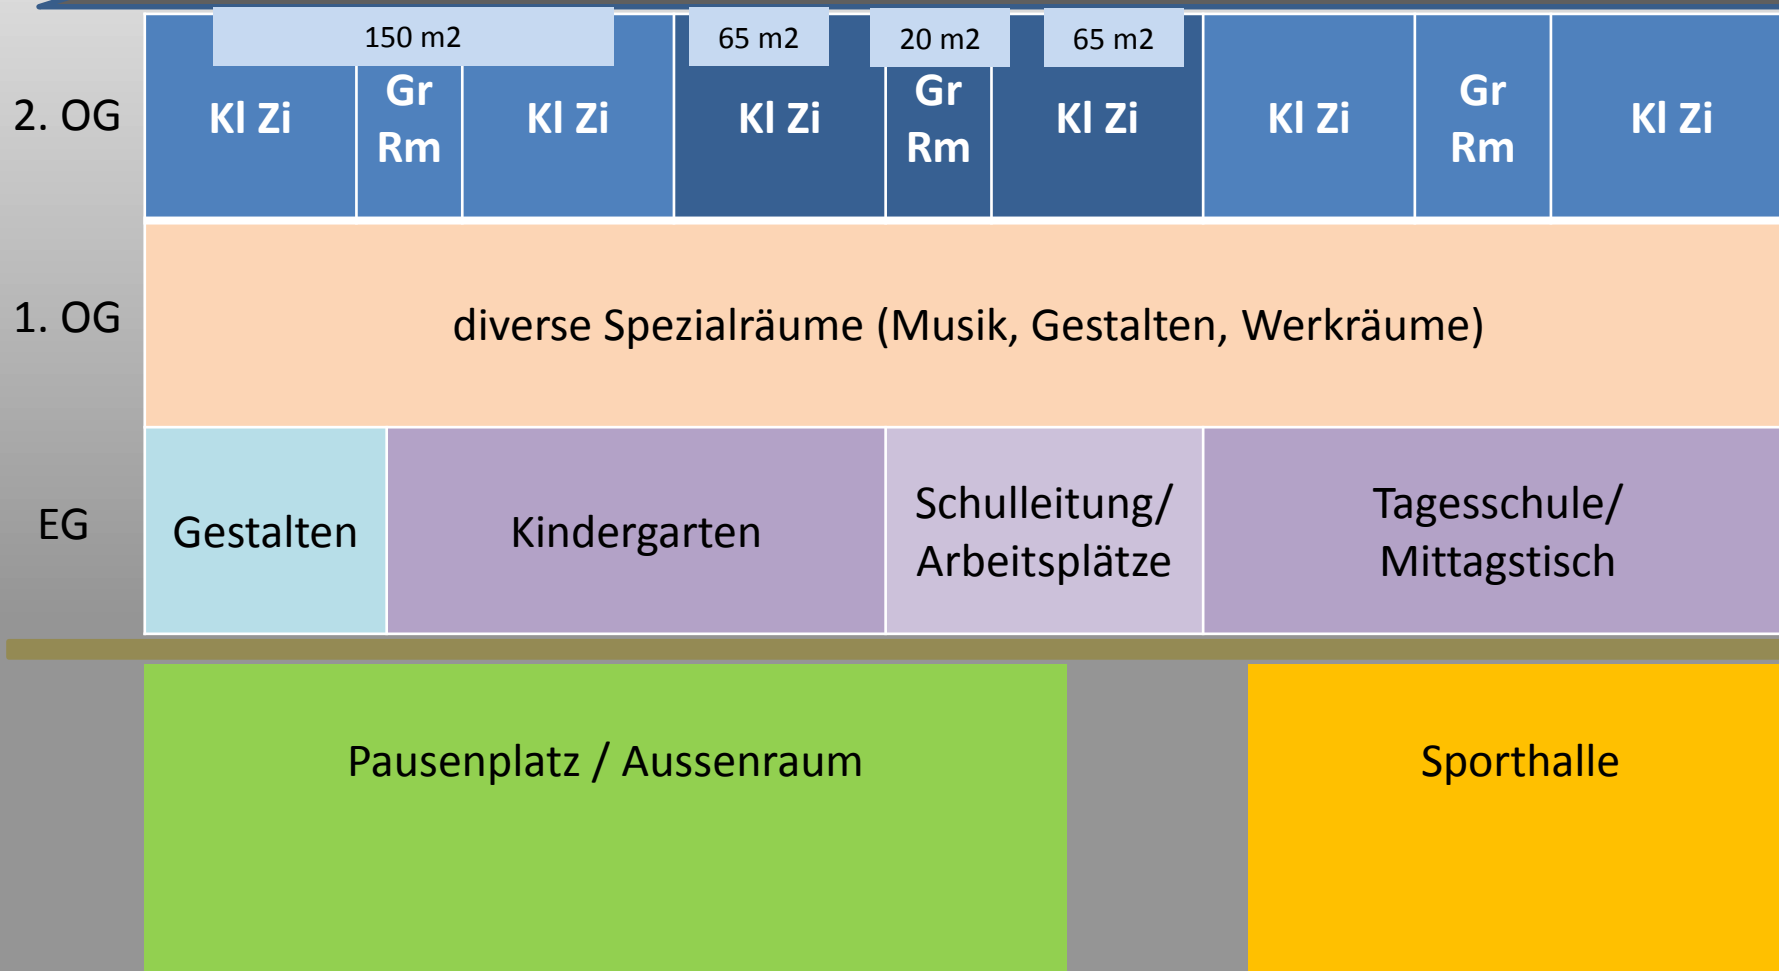 150 m2
65 m2
20 m2
65 m2
2. OG
Kl Zi
Gr
Rm
Kl Zi
Kl Zi
Gr
Rm
Kl Zi
Kl Zi
Gr
Rm
Kl Zi
1. OG
diverse Spezialräume (Musik, Gestalten, Werkräume)
EG
Gestalten
Kindergarten
Schulleitung/
Arbeitsplätze
Tagesschule/
Mittagstisch
Pausenplatz / Aussenraum
Sporthalle